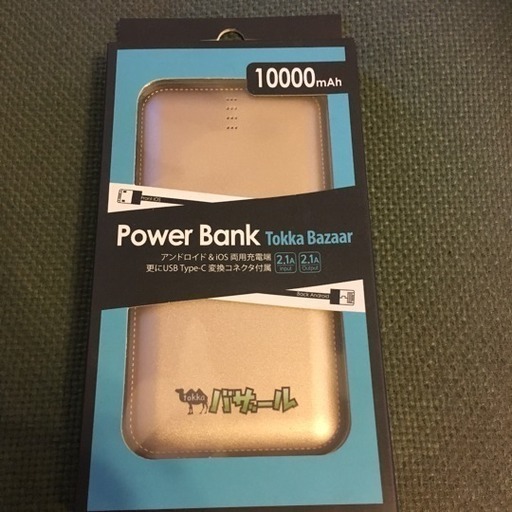 10000mAh
Front iOS
Power Bank Tokka Bazaar
アンドロイド & iOS 両用充電端
更にUSB Type-C 変換コネクタ付属
2.1A Input
2.1A Output
Back Android
tokka バザール